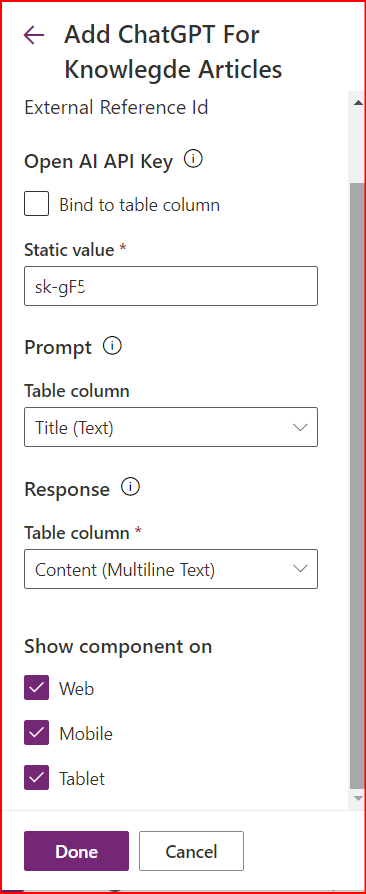 Add ChatGPT For
Knowlegde Articles
External Reference Id
Open AI API Key
Bind to table column
Static value *
sk-gF5
Prompt
Table column
Title (Text)
Response
Table column *
Content (Multiline Text)
Show component on
Web
Mobile
Tablet
Done
Cancel